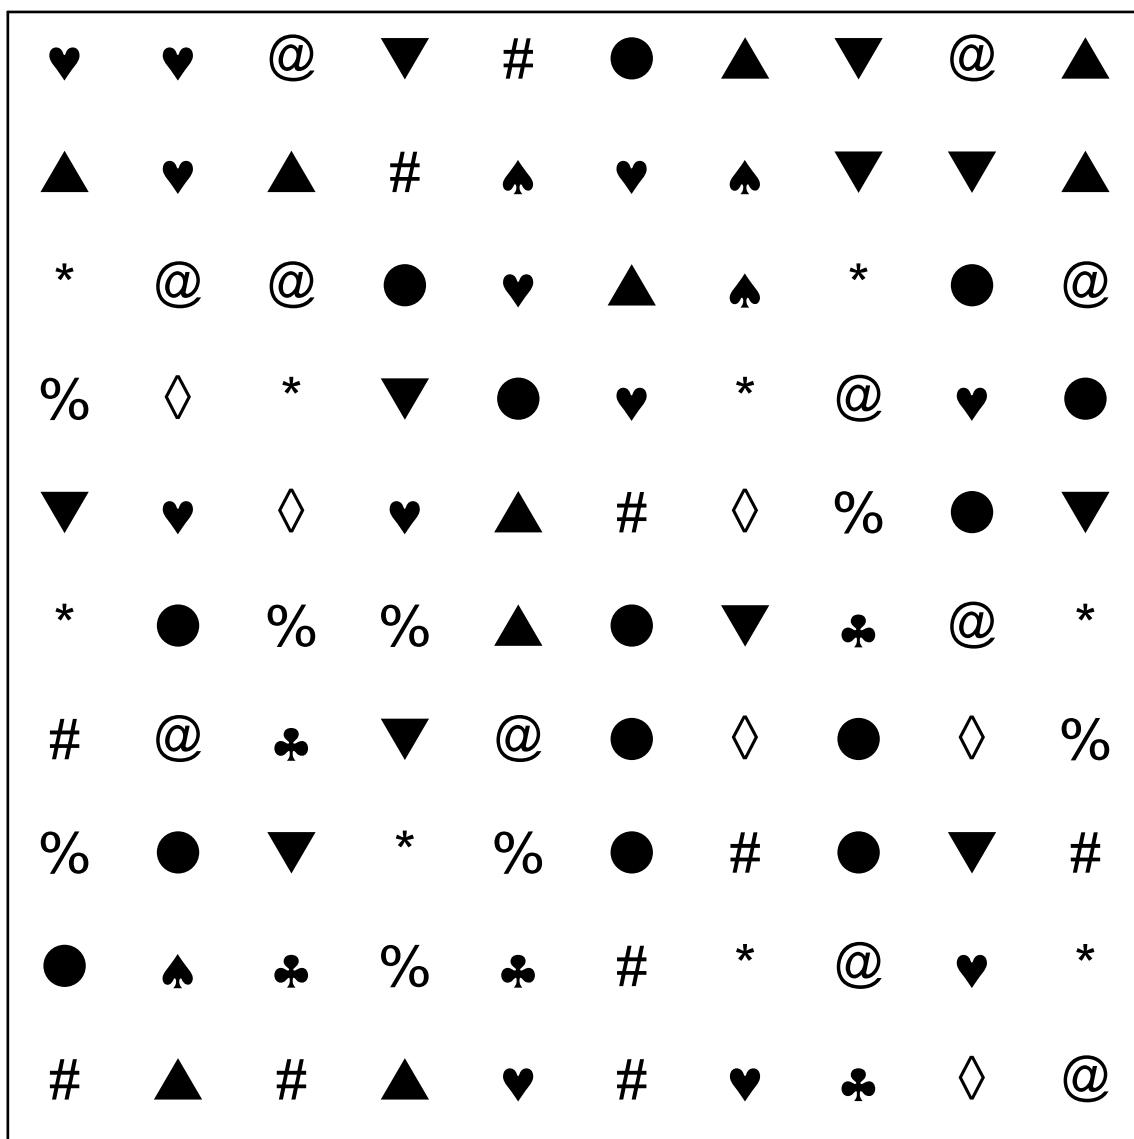 ♥ ♥ @ ▼ # ● ▲ ▼ @ ▲
▲ ♥ ▲ # ♠ ♥ ♠ ▼ ▼ ▲
* @ @ ● ♥ ▲ ♠ * ● @
% ◊ * ▼ ● ♥ * @ ♥ ●
▼ ♥ ◊ ♥ ▲ # ◊ % ● ▼
* ● % % ▲ ● ▼ ♣ @ *
# @ ♣ ▼ @ ● ◊ ● ◊ %
% ● ▼ * % ● # ● ▼ #
● ♠ ♣ % ♣ # * @ ♥ *
# ▲ # ▲ ♥ # ♥ ♣ ◊ @